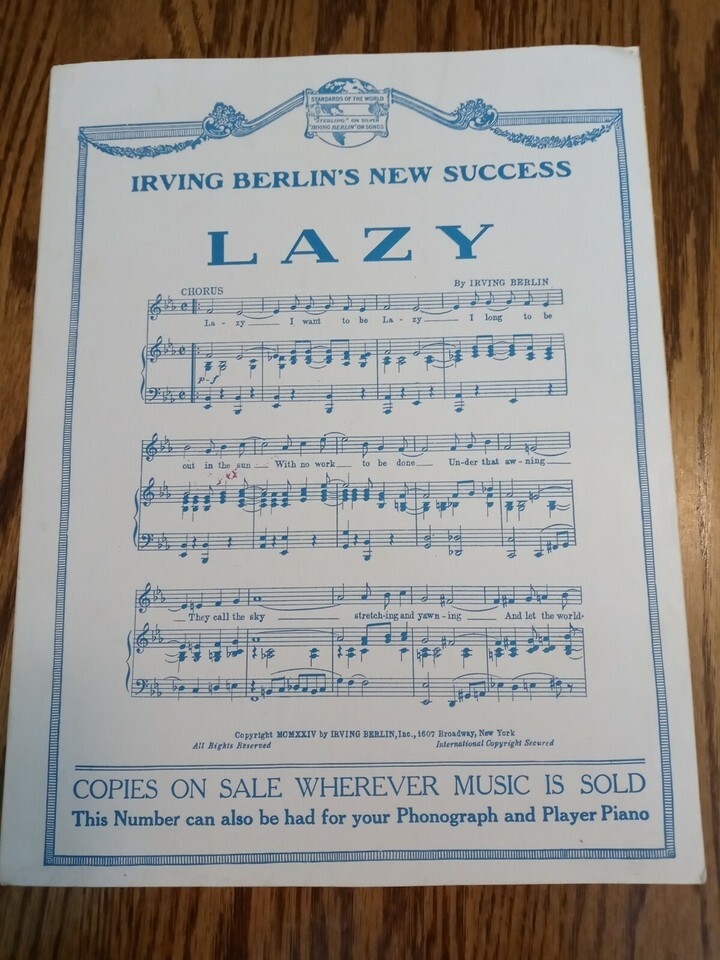 STANDARDS OF THE WORLD
"STERLING" ON SILVER
"IRVING BERLIN" ON SONGS
IRVING BERLIN'S NEW SUCCESS
LAZY
CHORUS
By IRVING BERLIN
La - zy I want to be La - zy I long to be
p-f
out in the sun With no work to be done Un-der that aw - ning
They call the sky stretch-ing and yawn - ing And let the world
Copyright MCMXXIV by IRVING BERLIN, Inc., 1607 Broadway, New York
All Rights Reserved International Copyright Secured
COPIES ON SALE WHEREVER MUSIC IS SOLD
This Number can also be had for your Phonograph and Player Piano